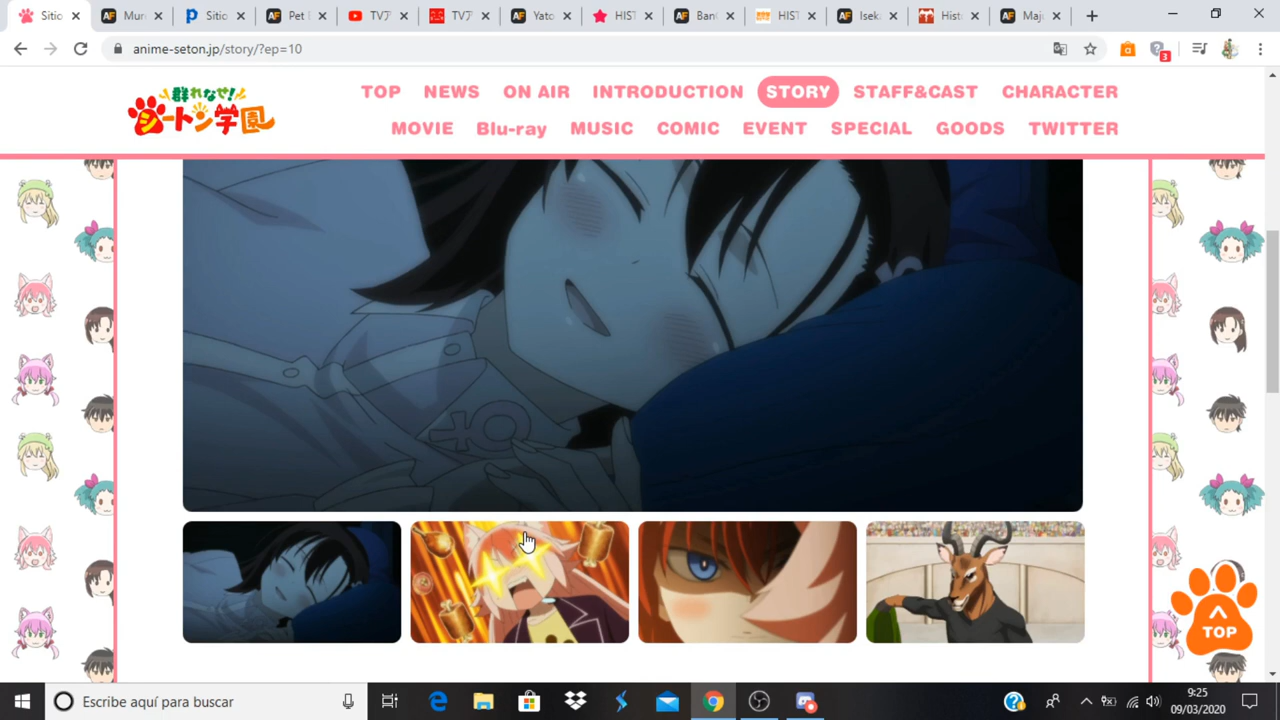 Sitio
Muro
Sitio
Pet I
TVア
TVア
Yato
HIST
Ban
HIST
Isek
Hist
Maj
anime-seton.jp/story/?ep=10
3
群れなせ!
シートン学園
TOP NEWS ON AIR INTRODUCTION STORY STAFF&CAST CHARACTER
MOVIE Blu-ray MUSIC COMIC EVENT SPECIAL GOODS TWITTER
TOP
Escribe aquí para buscar
9:25
09/03/2020